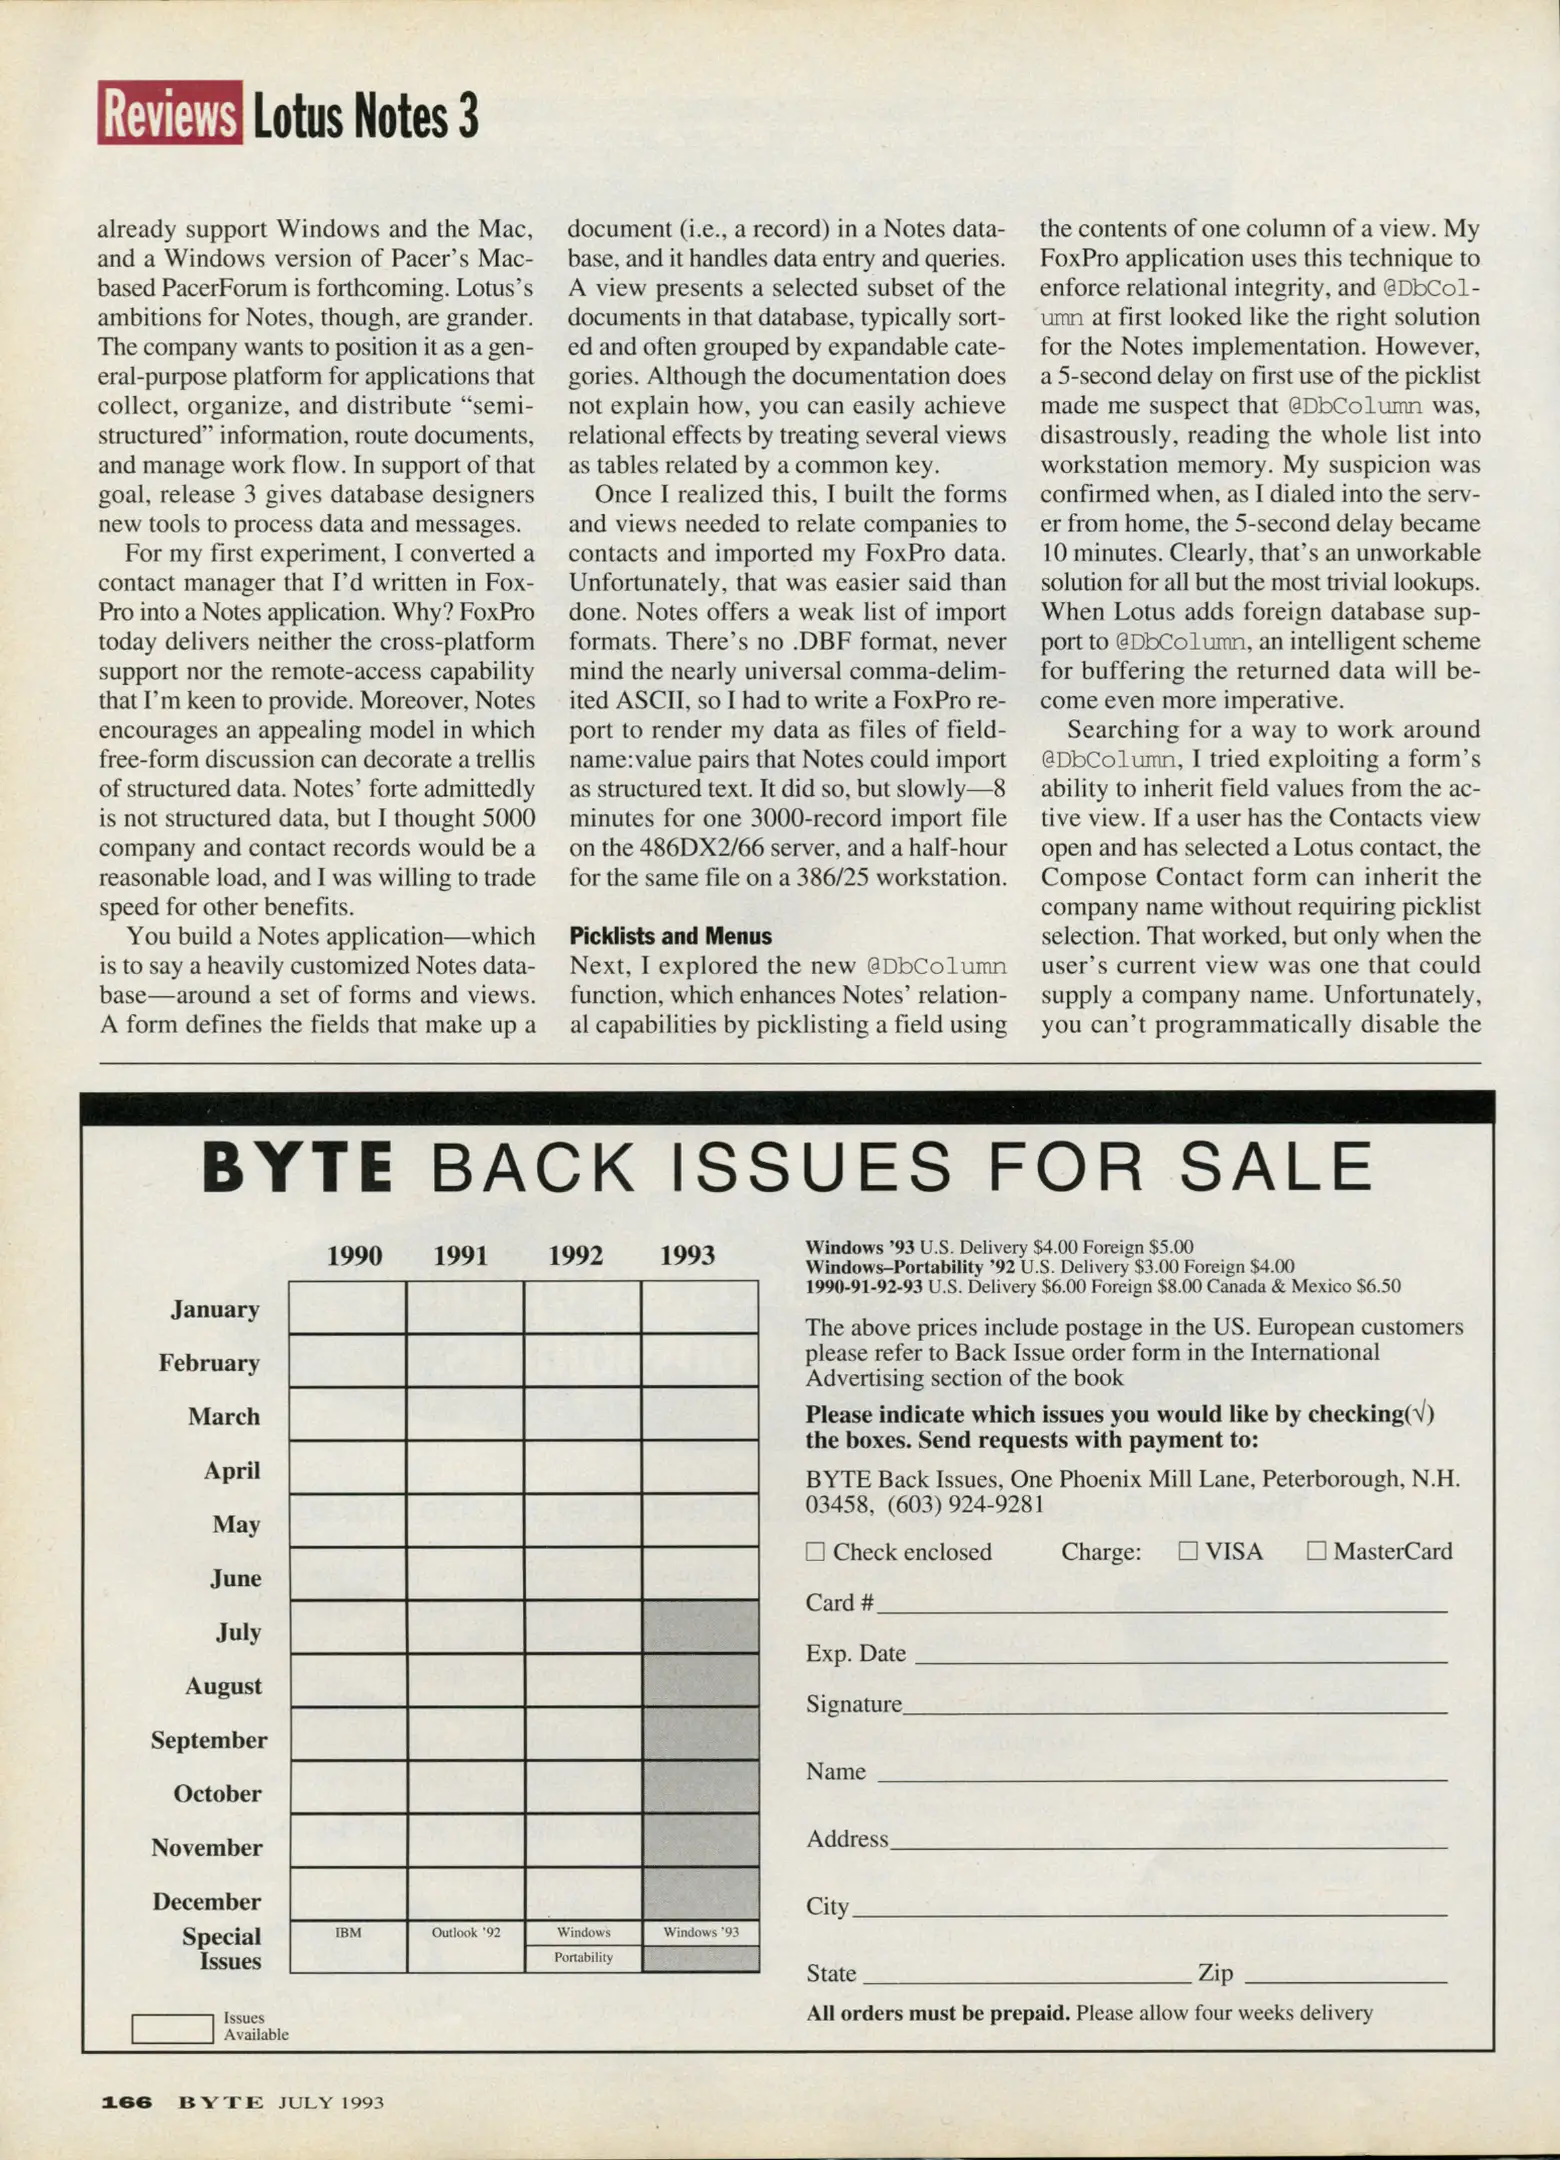 Reviews Lotus Notes 3
already support Windows and the Mac,
and a Windows version of Pacer's Mac-
based PacerForum is forthcoming. Lotus's
ambitions for Notes, though, are grander.
The company wants to position it as a gen-
eral-purpose platform for applications that
collect, organize, and distribute “semi-
structured” information, route documents,
and manage work flow. In support of that
goal, release 3 gives database designers
new tools to process data and messages.
For my first experiment, I converted a
contact manager that I'd written in Fox-
Pro into a Notes application. Why? FoxPro
today delivers neither the cross-platform
support nor the remote-access capability
that I'm keen to provide. Moreover, Notes
encourages an appealing model in which
free-form discussion can decorate a trellis
of structured data. Notes' forte admittedly
is not structured data, but I thought 5000
company and contact records would be a
reasonable load, and I was willing to trade
speed for other benefits.
You build a Notes application—which
is to say a heavily customized Notes data-
base—around a set of forms and views.
A form defines the fields that make up a
document (i.e., a record) in a Notes data-
base, and it handles data entry and queries.
A view presents a selected subset of the
documents in that database, typically sort-
ed and often grouped by expandable cate-
gories. Although the documentation does
not explain how, you can easily achieve
relational effects by treating several views
as tables related by a common key.
Once I realized this, I built the forms
and views needed to relate companies to
contacts and imported my FoxPro data.
Unfortunately, that was easier said than
done. Notes offers a weak list of import
formats. There's no .DBF format, never
mind the nearly universal comma-delim-
ited ASCII, so I had to write a FoxPro re-
port to render my data as files of field-
name:value pairs that Notes could import
as structured text. It did so, but slowly—8
minutes for one 3000-record import file
on the 486DX2/66 server, and a half-hour
for the same file on a 386/25 workstation.
Picklists and Menus
Next, I explored the new @DbColumn
function, which enhances Notes' relation-
al capabilities by picklisting a field using
the contents of one column of a view. My
FoxPro application uses this technique to
enforce relational integrity, and @DbCol-
umn at first looked like the right solution
for the Notes implementation. However,
a 5-second delay on first use of the picklist
made me suspect that @DbColumn was,
disastrously, reading the whole list into
workstation memory. My suspicion was
confirmed when, as I dialed into the serv-
er from home, the 5-second delay became
10 minutes. Clearly, that's an unworkable
solution for all but the most trivial lookups.
When Lotus adds foreign database sup-
port to @DbColumn, an intelligent scheme
for buffering the returned data will be-
come even more imperative.
Searching for a way to work around
@DbColumn, I tried exploiting a form's
ability to inherit field values from the ac-
tive view. If a user has the Contacts view
open and has selected a Lotus contact, the
Compose Contact form can inherit the
company name without requiring picklist
selection. That worked, but only when the
user's current view was one that could
supply a company name. Unfortunately,
you can't programmatically disable the
BYTE BACK ISSUES FOR SALE
1990 1991 1992 1993
January
February
March
April
May
June
July
August
September
October
November
December
Special
Issues
IBM Outlook '92 Windows Windows '93
Portability
Issues
Available
Windows '93 U.S. Delivery $4.00 Foreign $5.00
Windows–Portability '92 U.S. Delivery $3.00 Foreign $4.00
1990-91-92-93 U.S. Delivery $6.00 Foreign $8.00 Canada & Mexico $6.50
The above prices include postage in the US. European customers
please refer to Back Issue order form in the International
Advertising section of the book
Please indicate which issues you would like by checking(√)
the boxes. Send requests with payment to:
BYTE Back Issues, One Phoenix Mill Lane, Peterborough, N.H.
03458, (603) 924-9281
☐ Check enclosed Charge: ☐ VISA ☐ MasterCard
Card #
Exp. Date
Signature
Name
Address
City
State Zip
All orders must be prepaid. Please allow four weeks delivery
166 BYTE JULY 1993